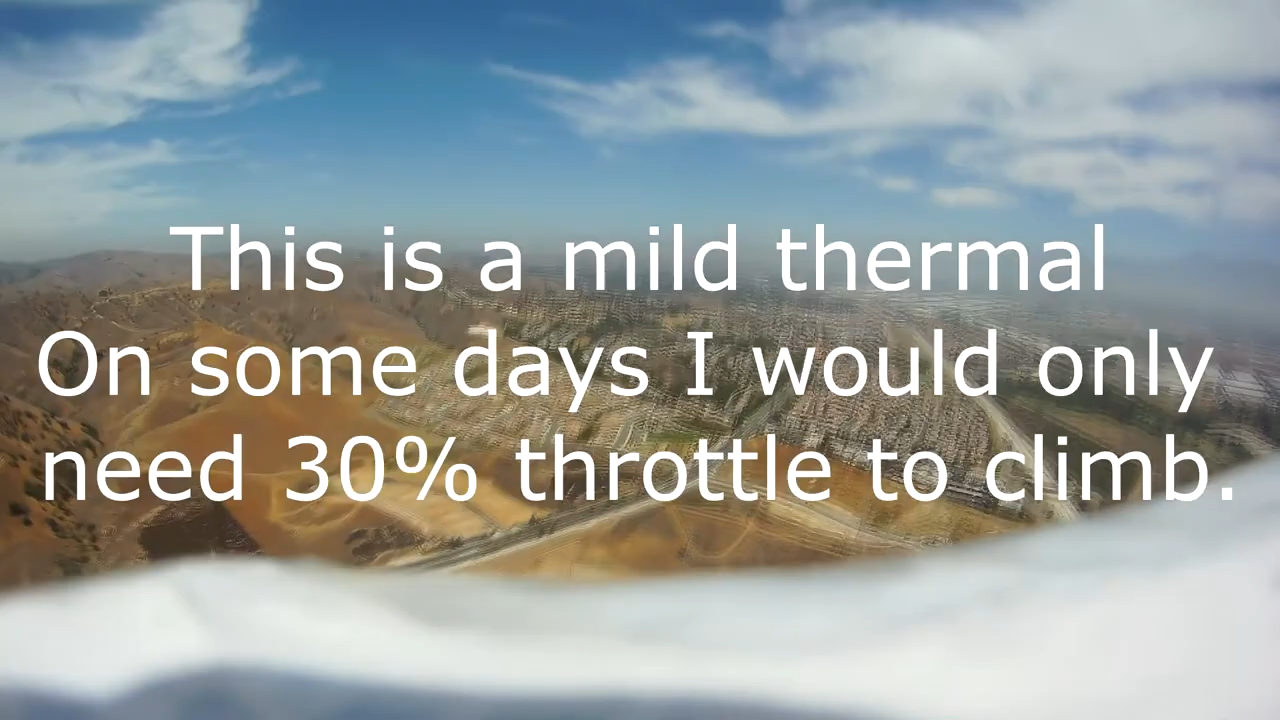 This is a mild thermal
On some days I would only
need 30% throttle to climb.